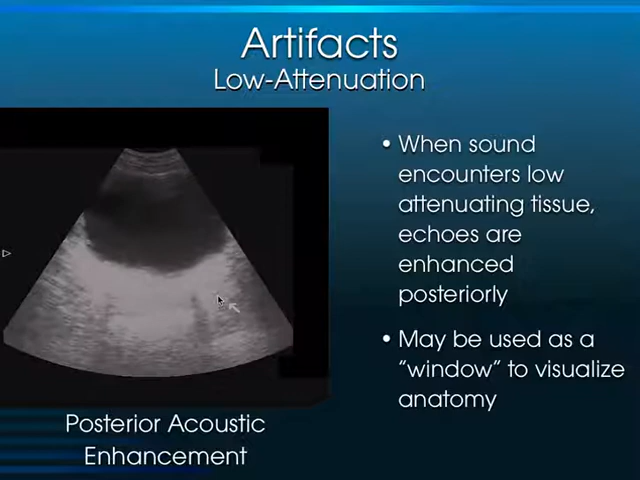 Artifacts
Low-Attenuation
• When sound
encounters low
attenuating tissue,
echoes are
enhanced
posteriorly
• May be used as a
“window” to visualize
anatomy
Posterior Acoustic
Enhancement